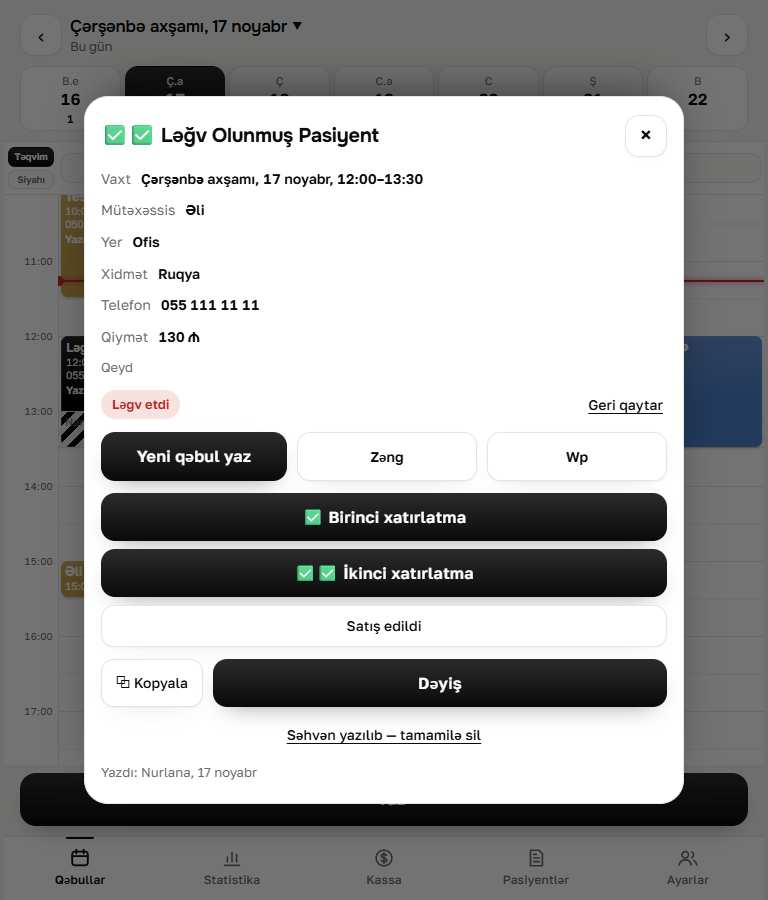 ‹
Çərşənbə axşamı, 17 noyabr ▼
Bu gün
›
B.e
Ç.a
Ç
C.a
C
Ş
B
16
22
1
✅ ✅ Ləğv Olunmuş Pasiyent
×
Təqvim
Siyahı
Vaxt Çərşənbə axşamı, 17 noyabr, 12:00–13:30
Mütəxəssis Əli
Yer Ofis
Xidmət Ruqya
Telefon 055 111 11 11
Qiymət 130 ₼
Qeyd
Ləgv etdi
Geri qaytar
Yeni qəbul yaz
Zəng
Wp
✅ Birinci xatırlatma
✅ ✅ İkinci xatırlatma
Satış edildi
Kopyala
Dəyiş
Səhvən yazılıb — tamamilə sil
Yazdı: Nurlana, 17 noyabr
11:00
12:00
13:00
14:00
15:00
Əli
16:00
17:00
Qəbullar
Statistika
Kassa
Pasiyentlər
Ayarlar